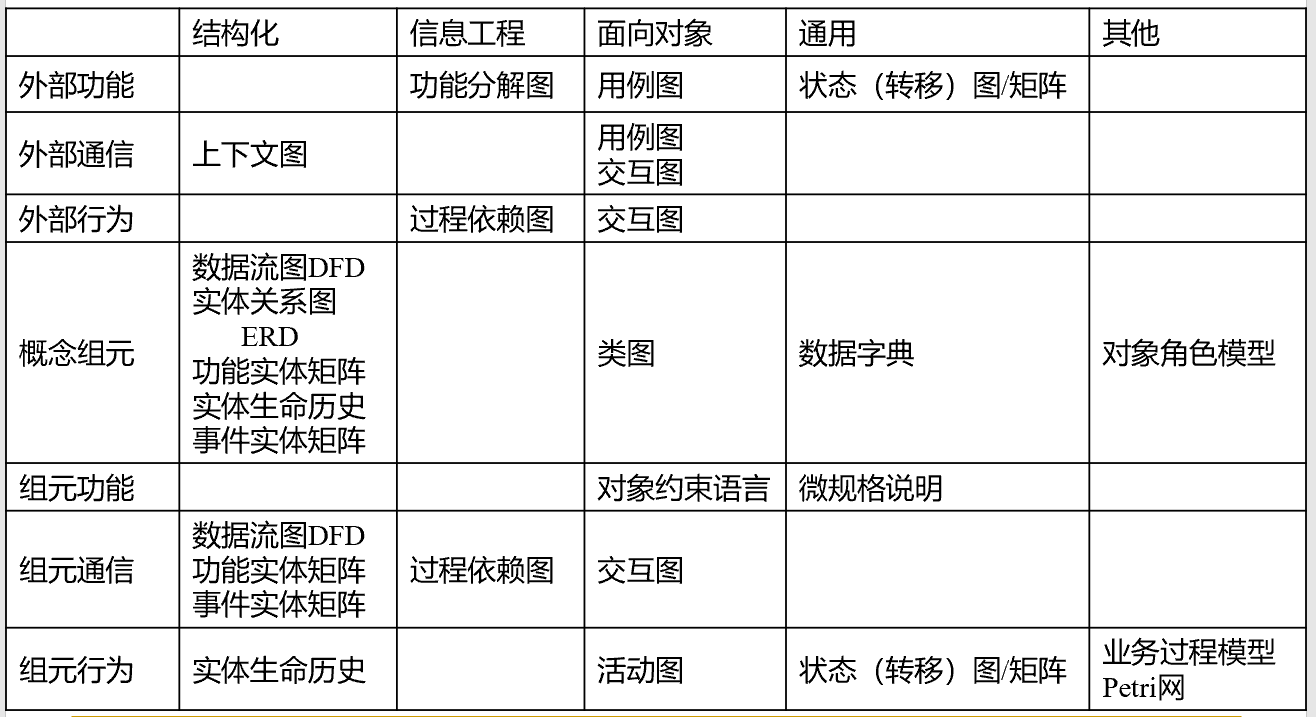 结构化 信息工程 面向对象 通用 其他
外部功能 功能分解图 用例图 状态（转移）图/矩阵
外部通信 上下文图 用例图
交互图
外部行为 过程依赖图 交互图
概念组元 数据流图DFD
实体关系图
ERD
功能实体矩阵
实体生命历史
事件实体矩阵
类图 数据字典 对象角色模型
组元功能 对象约束语言 微规格说明
组元通信 数据流图DFD
功能实体矩阵
事件实体矩阵
过程依赖图 交互图
组元行为 实体生命历史 活动图 状态（转移）图/矩阵 业务过程模型
Petri网